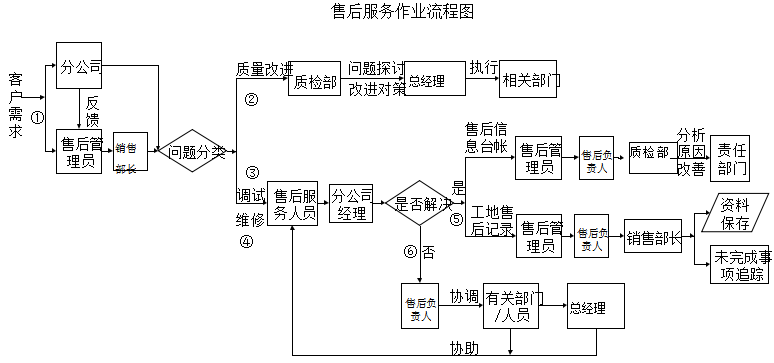 售后服务作业流程图
客户需求
①
分公司
反馈
售后管
理员
销售
部长
问题分类
质量改进
②
质检部
问题探讨
改进对策
总经理
执行
相关部门
③
调试
维修
④
售后服
务人员
分公司
经理
是否解决
是
⑤
售后信
息台帐
售后管
理员
售后负
责人
质检部
分析
原因
改善
责任
部门
工地售
后记录
售后管
理员
售后负
责人
销售部长
资料
保存
未完成事
项追踪
⑥
否
售后负
责人
协调
有关部门
/人员
总经理
协助